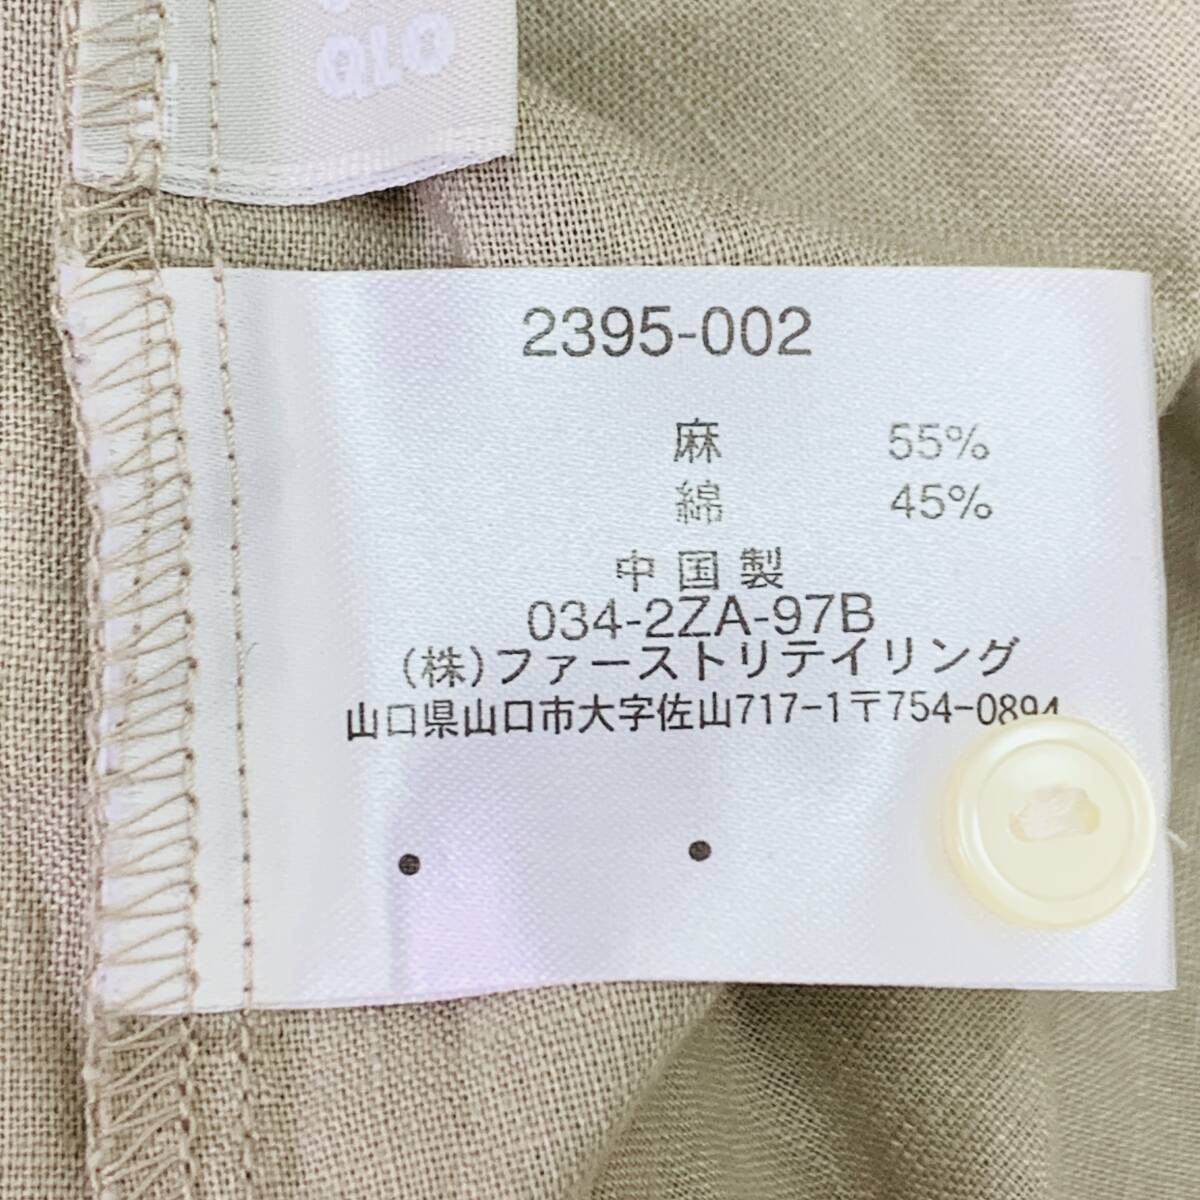 2395-002
麻 55%
綿 45%
中国製
034-2ZA-97B
(株)ファーストリテイリング
山口県山口市大字佐山717-1〒754-0894